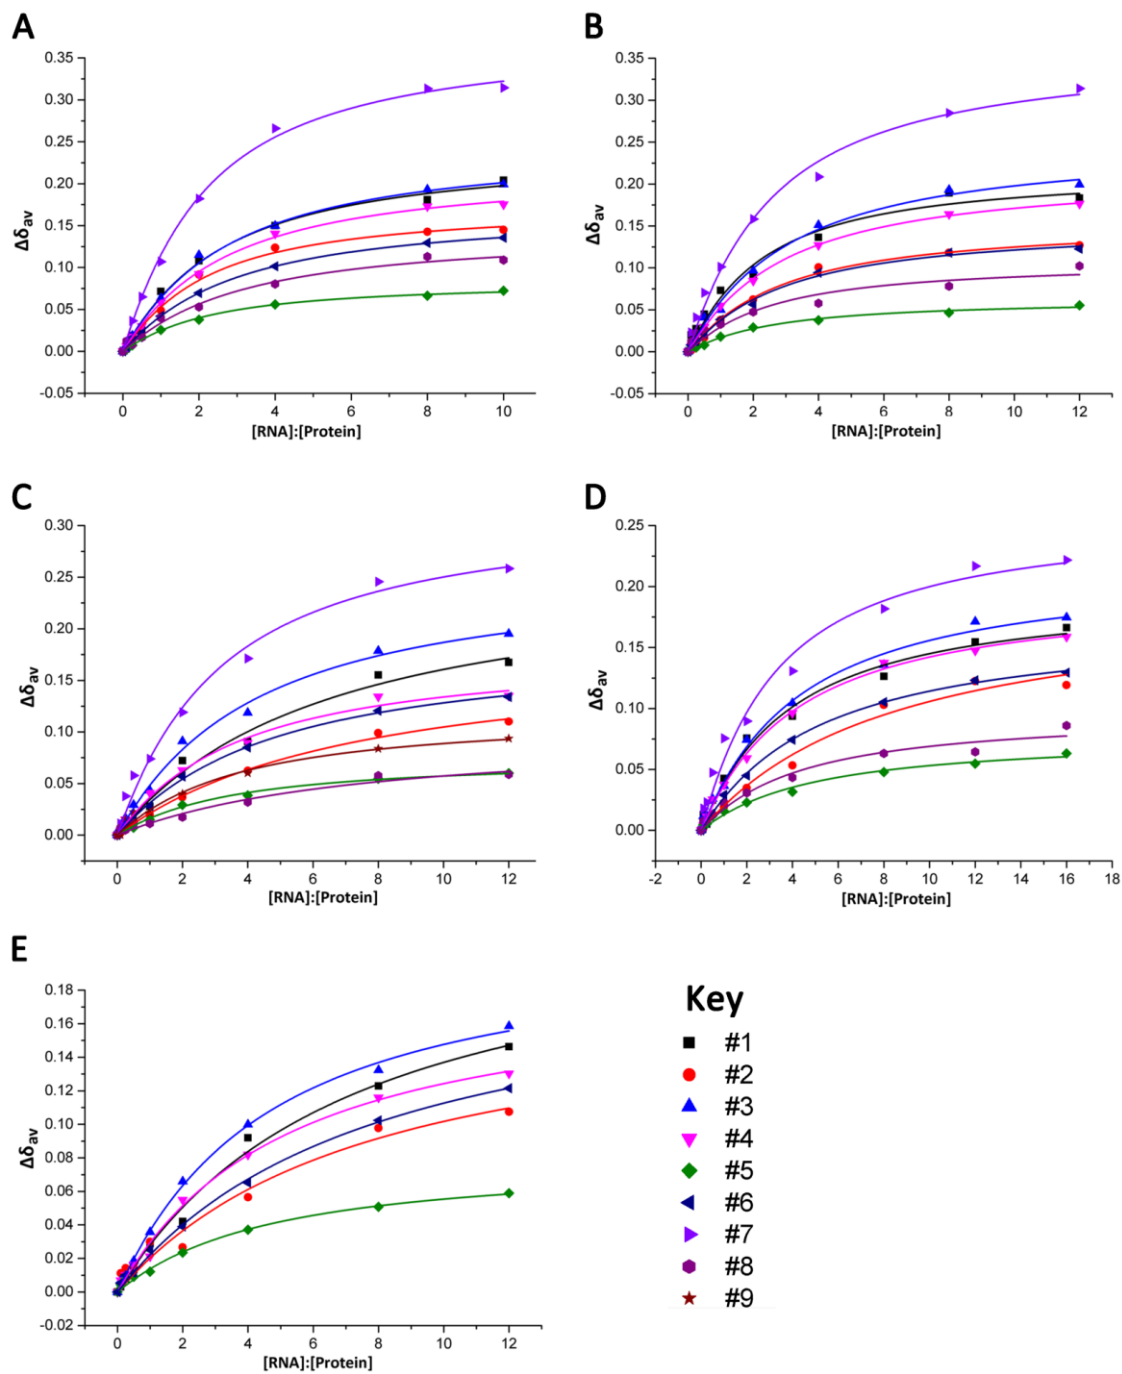 A
0.35
0.30
0.25
0.20
0.15
0.10
0.05
0.00
-0.05
Δδav
0 2 4 6 8 10
[RNA]:[Protein]
B
0.35
0.30
0.25
0.20
0.15
0.10
0.05
0.00
-0.05
Δδav
0 2 4 6 8 10 12
[RNA]:[Protein]
C
0.30
0.25
0.20
0.15
0.10
0.05
0.00
Δδav
0 2 4 6 8 10 12
[RNA]:[Protein]
D
0.25
0.20
0.15
0.10
0.05
0.00
Δδav
-2 0 2 4 6 8 10 12 14 16 18
[RNA]:[Protein]
E
0.18
0.16
0.14
0.12
0.10
0.08
0.06
0.04
0.02
0.00
-0.02
Δδav
0 2 4 6 8 10 12
[RNA]:[Protein]
Key
#1
#2
#3
#4
#5
#6
#7
#8
#9